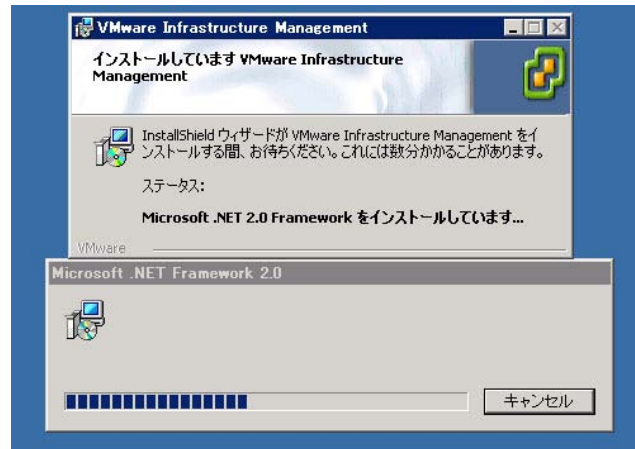 VMware Infrastructure Management
インストールしています VMware Infrastructure
Management
InstallShield ウィザードが VMware Infrastructure Management をイ
ンストールする間、お待ちください。これには数分かかることがあります。
ステータス:
Microsoft .NET 2.0 Framework をインストールしています...
VMware
Microsoft .NET Framework 2.0
キャンセル